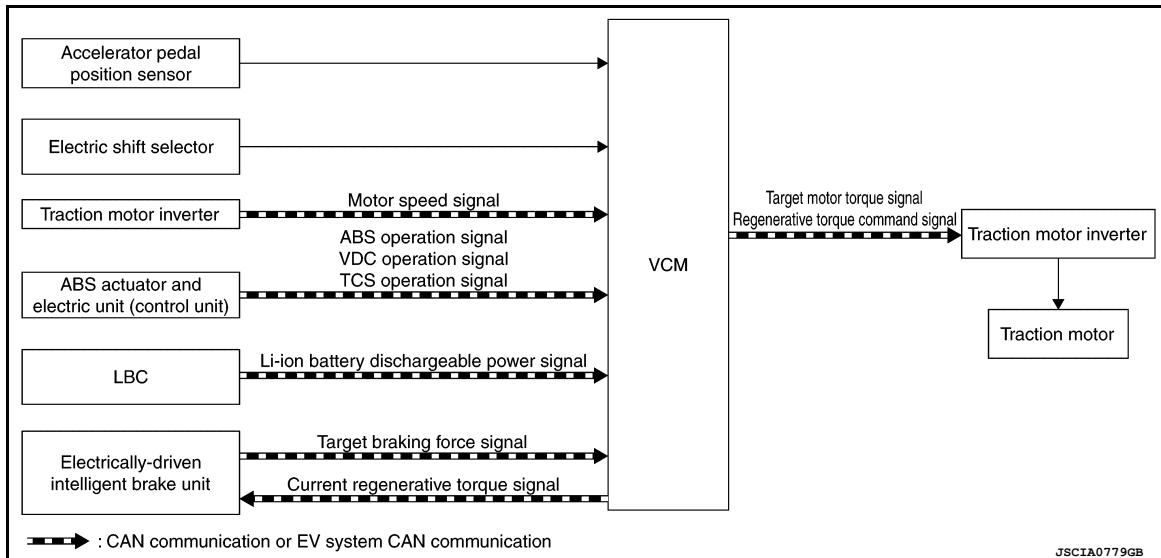 Accelerator pedal
position sensor
Electric shift selector
Traction motor inverter
Motor speed signal
ABS operation signal
VDC operation signal
TCS operation signal
ABS actuator and
electric unit (control unit)
LBC
Li-ion battery dischargeable power signal
Electrically-driven
intelligent brake unit
Target braking force signal
Current regenerative torque signal
VCM
Target motor torque signal
Regenerative torque command signal
Traction motor inverter
Traction motor
: CAN communication or EV system CAN communication
JSCIA0779GB